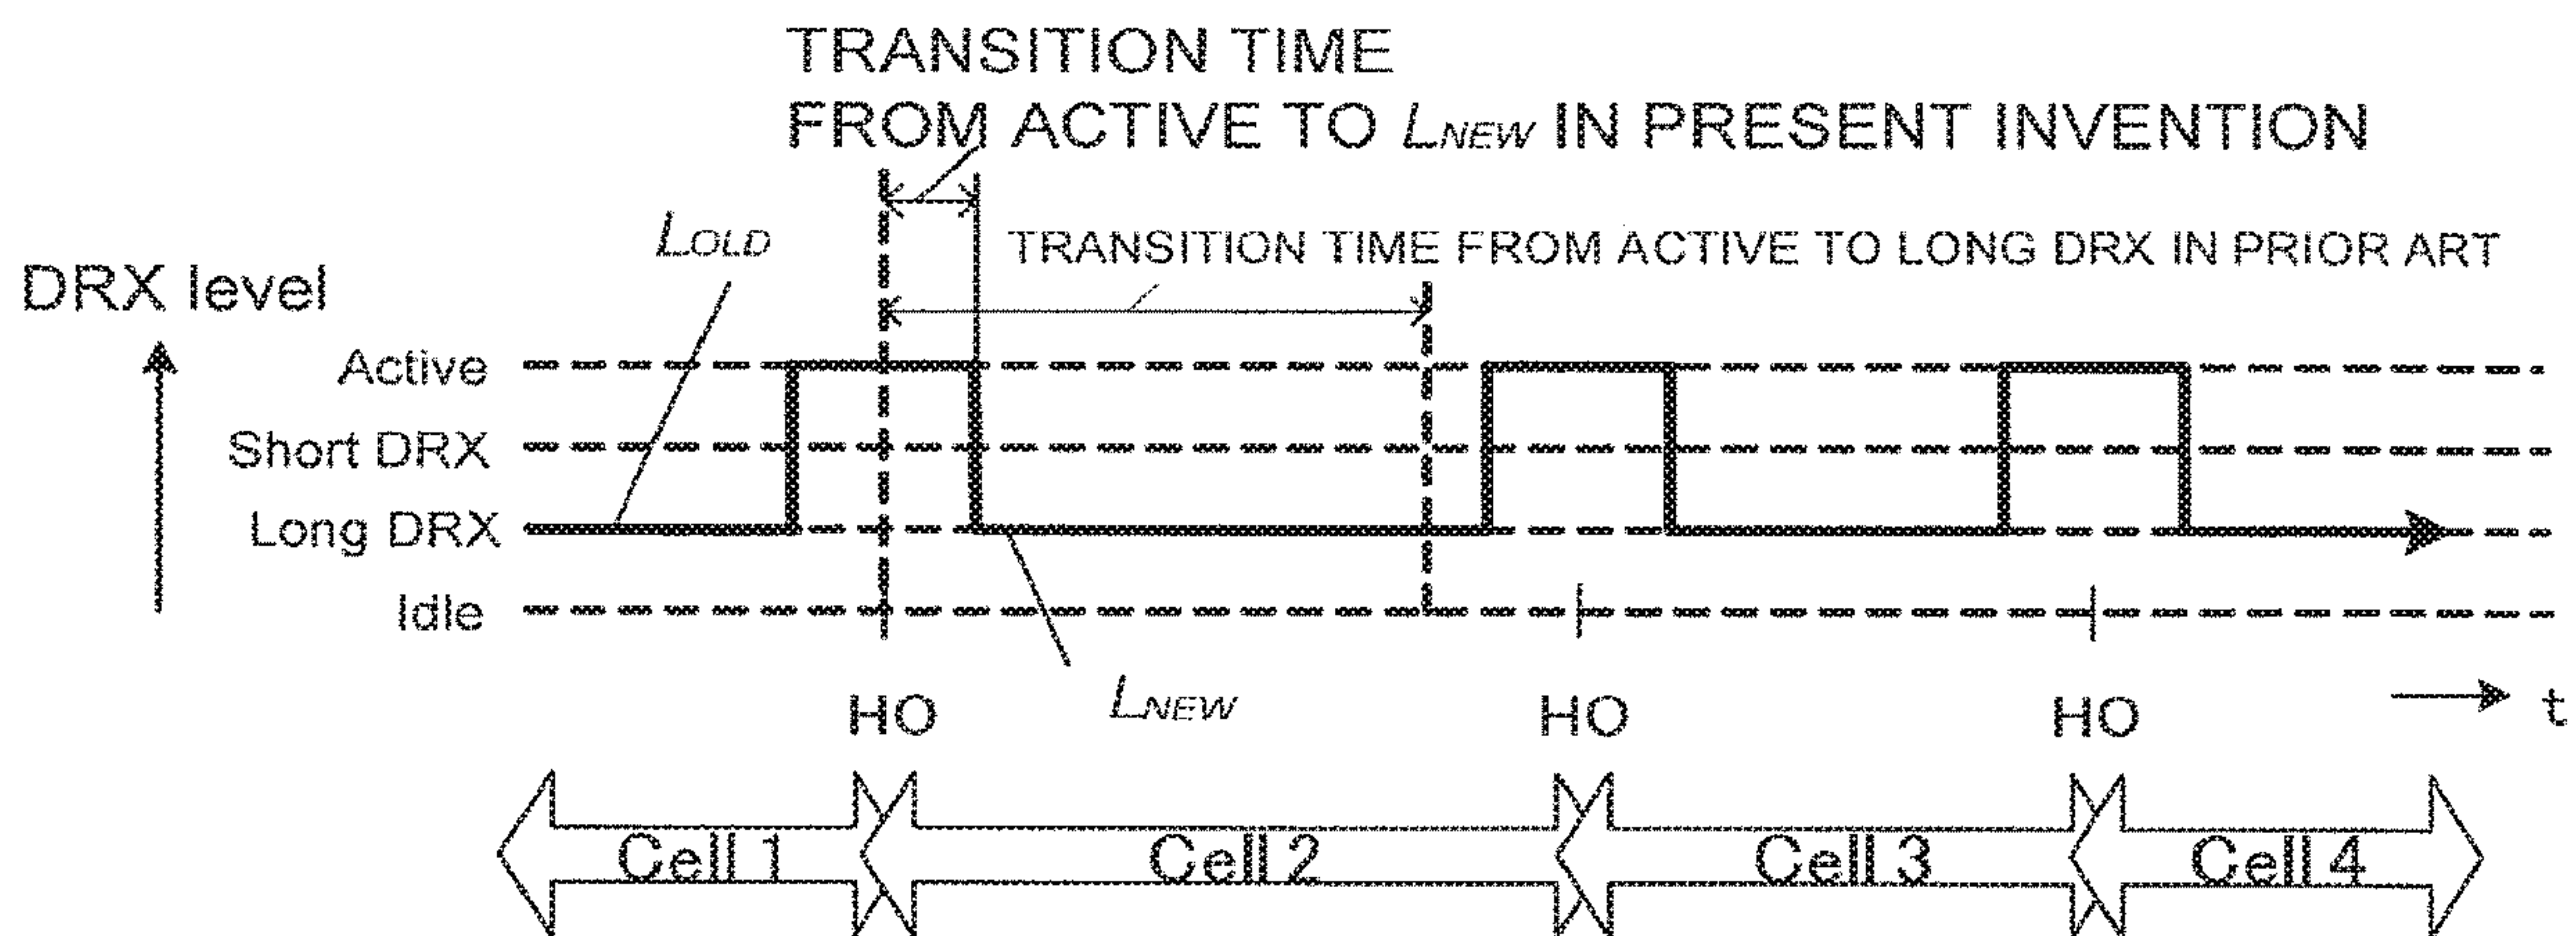 TRANSITION TIME
FROM ACTIVE TO LNEW IN PRESENT INVENTION
LOLD
TRANSITION TIME FROM ACTIVE TO LONG DRX IN PRIOR ART
DRX level
Active
Short DRX
Long DRX
Idle
LNEW
HO HO HO t
Cell 1 Cell 2 Cell 3 Cell 4